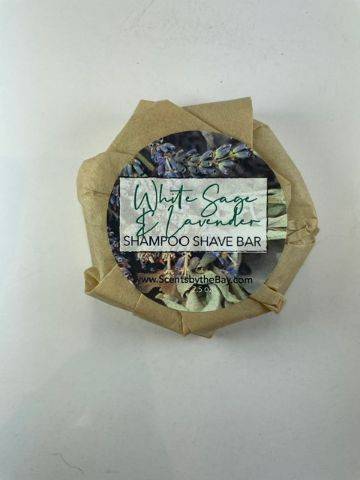 White Sage
& Lavender
SHAMPOO SHAVE BAR
www.ScentsbytheBay.com